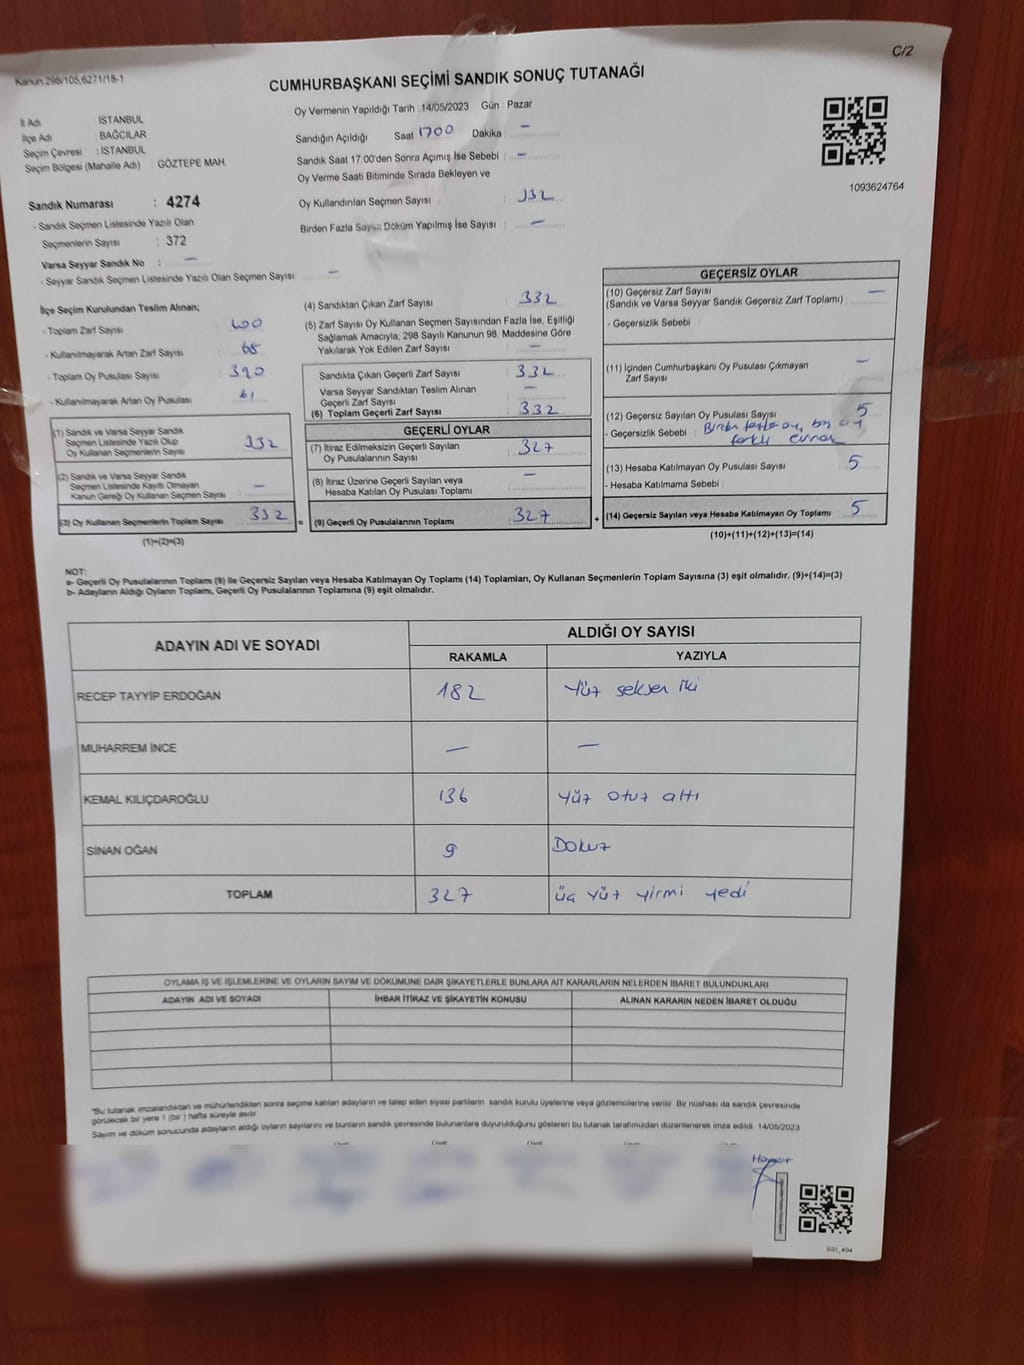 C/2
Kanun.298/105,6271/18-1
CUMHURBAŞKANI SEÇİMİ SANDIK SONUÇ TUTANAĞI
İl Adı İSTANBUL
İlçe Adı BAĞCILAR
Seçim Çevresi : İSTANBUL
Seçim Bölgesi (Mahalle Adı) : GÖZTEPE MAH.
Sandık Numarası : 4274
- Sandık Seçmen Listesinde Yazılı Olan
Seçmenlerin Sayısı : 372
Varsa Seyyar Sandık No : —
- Seyyar Sandık Seçmen Listesinde Yazılı Olan Seçmen Sayısı: —
Oy Vermenin Yapıldığı Tarih : 14/05/2023 Gün : Pazar
Sandığın Açıldığı Saat 1700 Dakika : —
Sandık Saat 17:00'den Sonra Açımış İse Sebebi : —
Oy Verme Saati Bitiminde Sırada Bekleyen ve
Oy Kullandırılan Seçmen Sayısı : 332
Birden Fazla Sayım Döküm Yapılmış İse Sayısı : —
1093624764
İlçe Seçim Kurulundan Teslim Alınan;
- Toplam Zarf Sayısı : 400
- Kullanılmayarak Artan Zarf Sayısı : 68
- Toplam Oy Pusulası Sayısı : 390
- Kullanılmayarak Artan Oy Pusulası : 61
(1) Sandık ve Varsa Seyyar Sandık
Seçmen Listesinde Yazılı Olup
Oy Kullanan Seçmenlerin Sayısı : 332
(2) Sandık ve Varsa Seyyar Sandık
Seçmen Listesinde Kayıtlı Olmayan
Kanun Gereği Oy Kullanan Seçmen Sayısı : —
(3) Oy Kullanan Seçmenlerin Toplam Sayısı : 332
(1)+(2)=(3)
(4) Sandıktan Çıkan Zarf Sayısı : 332
(5) Zarf Sayısı Oy Kullanan Seçmen Sayısından Fazla İse, Eşitliği
Sağlamak Amacıyla; 298 Sayılı Kanunun 98. Maddesine Göre
Yakılarak Yok Edilen Zarf Sayısı : —
Sandıkta Çıkan Geçerli Zarf Sayısı : 332
Varsa Seyyar Sandıktan Teslim Alınan
Geçerli Zarf Sayısı : —
(6) Toplam Geçerli Zarf Sayısı : 332
GEÇERLİ OYLAR
(7) İtiraz Edilmeksizin Geçerli Sayılan
Oy Pusulalarının Sayısı : 327
(8) İtiraz Üzerine Geçerli Sayılan veya
Hesaba Katılan Oy Pusulası Toplamı : —
= (9) Geçerli Oy Pusulalarının Toplamı : 327
GEÇERSİZ OYLAR
(10) Geçersiz Zarf Sayısı : —
(Sandık ve Varsa Seyyar Sandık Geçersiz Zarf Toplamı)
- Geçersizlik Sebebi :
(11) İçinden Cumhurbaşkanı Oy Pusulası Çıkmayan : —
Zarf Sayısı
(12) Geçersiz Sayılan Oy Pusulası Sayısı : 5
- Geçersizlik Sebebi : Birden fazla oy,
farklı evrak
(13) Hesaba Katılmayan Oy Pusulası Sayısı : 5
- Hesaba Katılmama Sebebi :
+ (14) Geçersiz Sayılan veya Hesaba Katılmayan Oy Toplamı : 5
(10)+(11)+(12)+(13)=(14)
NOT:
a- Geçerli Oy Pusulalarının Toplamı (9) ile Geçersiz Sayılan veya Hesaba Katılmayan Oy Toplamı (14) Toplamları, Oy Kullanan Seçmenlerin Toplam Sayısına (3) eşit olmalıdır. (9)+(14)=(3)
b- Adayların Aldığı Oyların Toplamı, Geçerli Oy Pusulalarının Toplamına (9) eşit olmalıdır.
ADAYIN ADI VE SOYADI ALDIĞI OY SAYISI
RAKAMLA YAZIYLA
RECEP TAYYİP ERDOĞAN 182 Yüz seksen iki
MUHARREM İNCE — —
KEMAL KILIÇDAROĞLU 136 Yüz otuz altı
SİNAN OĞAN 9 Dokuz
TOPLAM 327 üç yüz yirmi yedi
OYLAMA İŞ VE İŞLEMLERİNE VE OYLARIN SAYIM VE DÖKÜMÜNE DAİR ŞİKAYETLERLE BUNLARA AİT KARARLARIN NELERDEN İBARET BULUNDUKLARI
ADAYIN ADI VE SOYADI İHBAR İTİRAZ VE ŞİKAYETİN KONUSU ALINAN KARARIN NEDEN İBARET OLDUĞU
"Bu tutanak imzalandıktan ve mühürlendikten sonra seçime katılan adayların ve talep eden siyasi partilerin sandık kurulu üyelerine veya gözlemcilerine verilir. Bir nüshası da sandık çevresinde
görülecek bir yere 1 (bir ) hafta süreyle asılır.
Sayım ve döküm sonucunda adayların aldığı oyların sayılarını ve bunların sandık çevresinde bulunanlara duyurulduğunu gösteren bu tutanak tarafımızdan düzenlenerek imza edildi. 14/05/2023